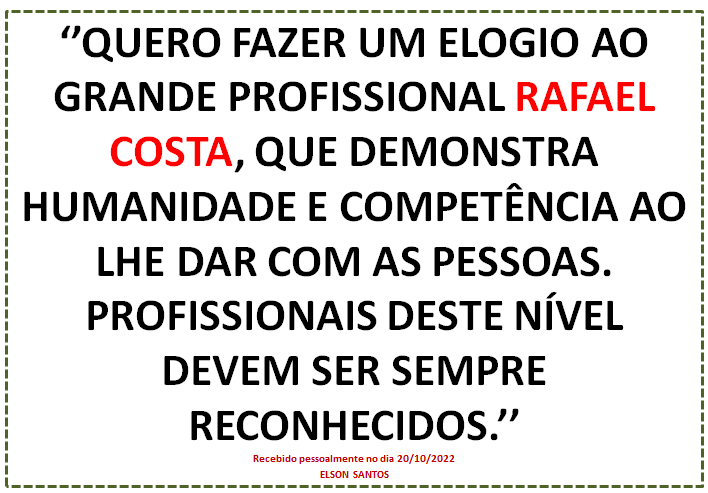 ‘’QUERO FAZER UM ELOGIO AO
GRANDE PROFISSIONAL RAFAEL
COSTA, QUE DEMONSTRA
HUMANIDADE E COMPETÊNCIA AO
LHE DAR COM AS PESSOAS.
PROFISSIONAIS DESTE NÍVEL
DEVEM SER SEMPRE
RECONHECIDOS.’’
Recebido pessoalmente no dia 20/10/2022
ELSON SANTOS